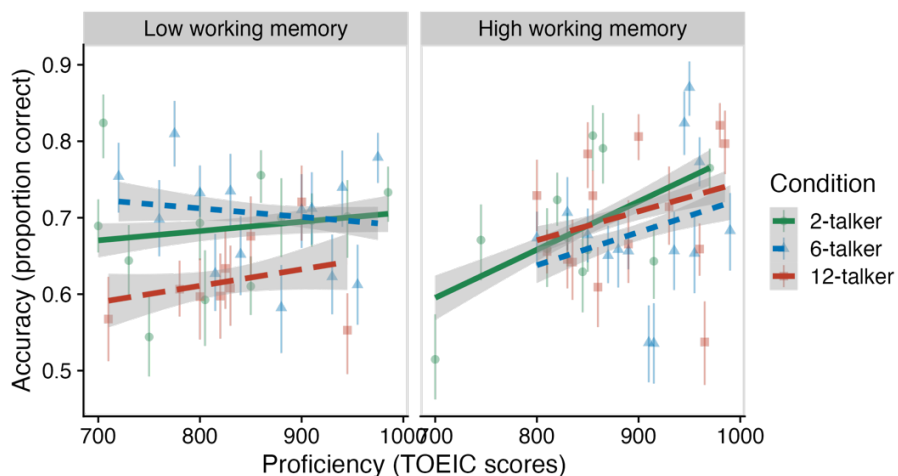 Low working memory
High working memory
Accuracy (proportion correct)
0.9
0.8
0.7
0.6
0.5
700 800 900 1000
700 800 900 1000
Proficiency (TOEIC scores)
Condition
2-talker
6-talker
12-talker